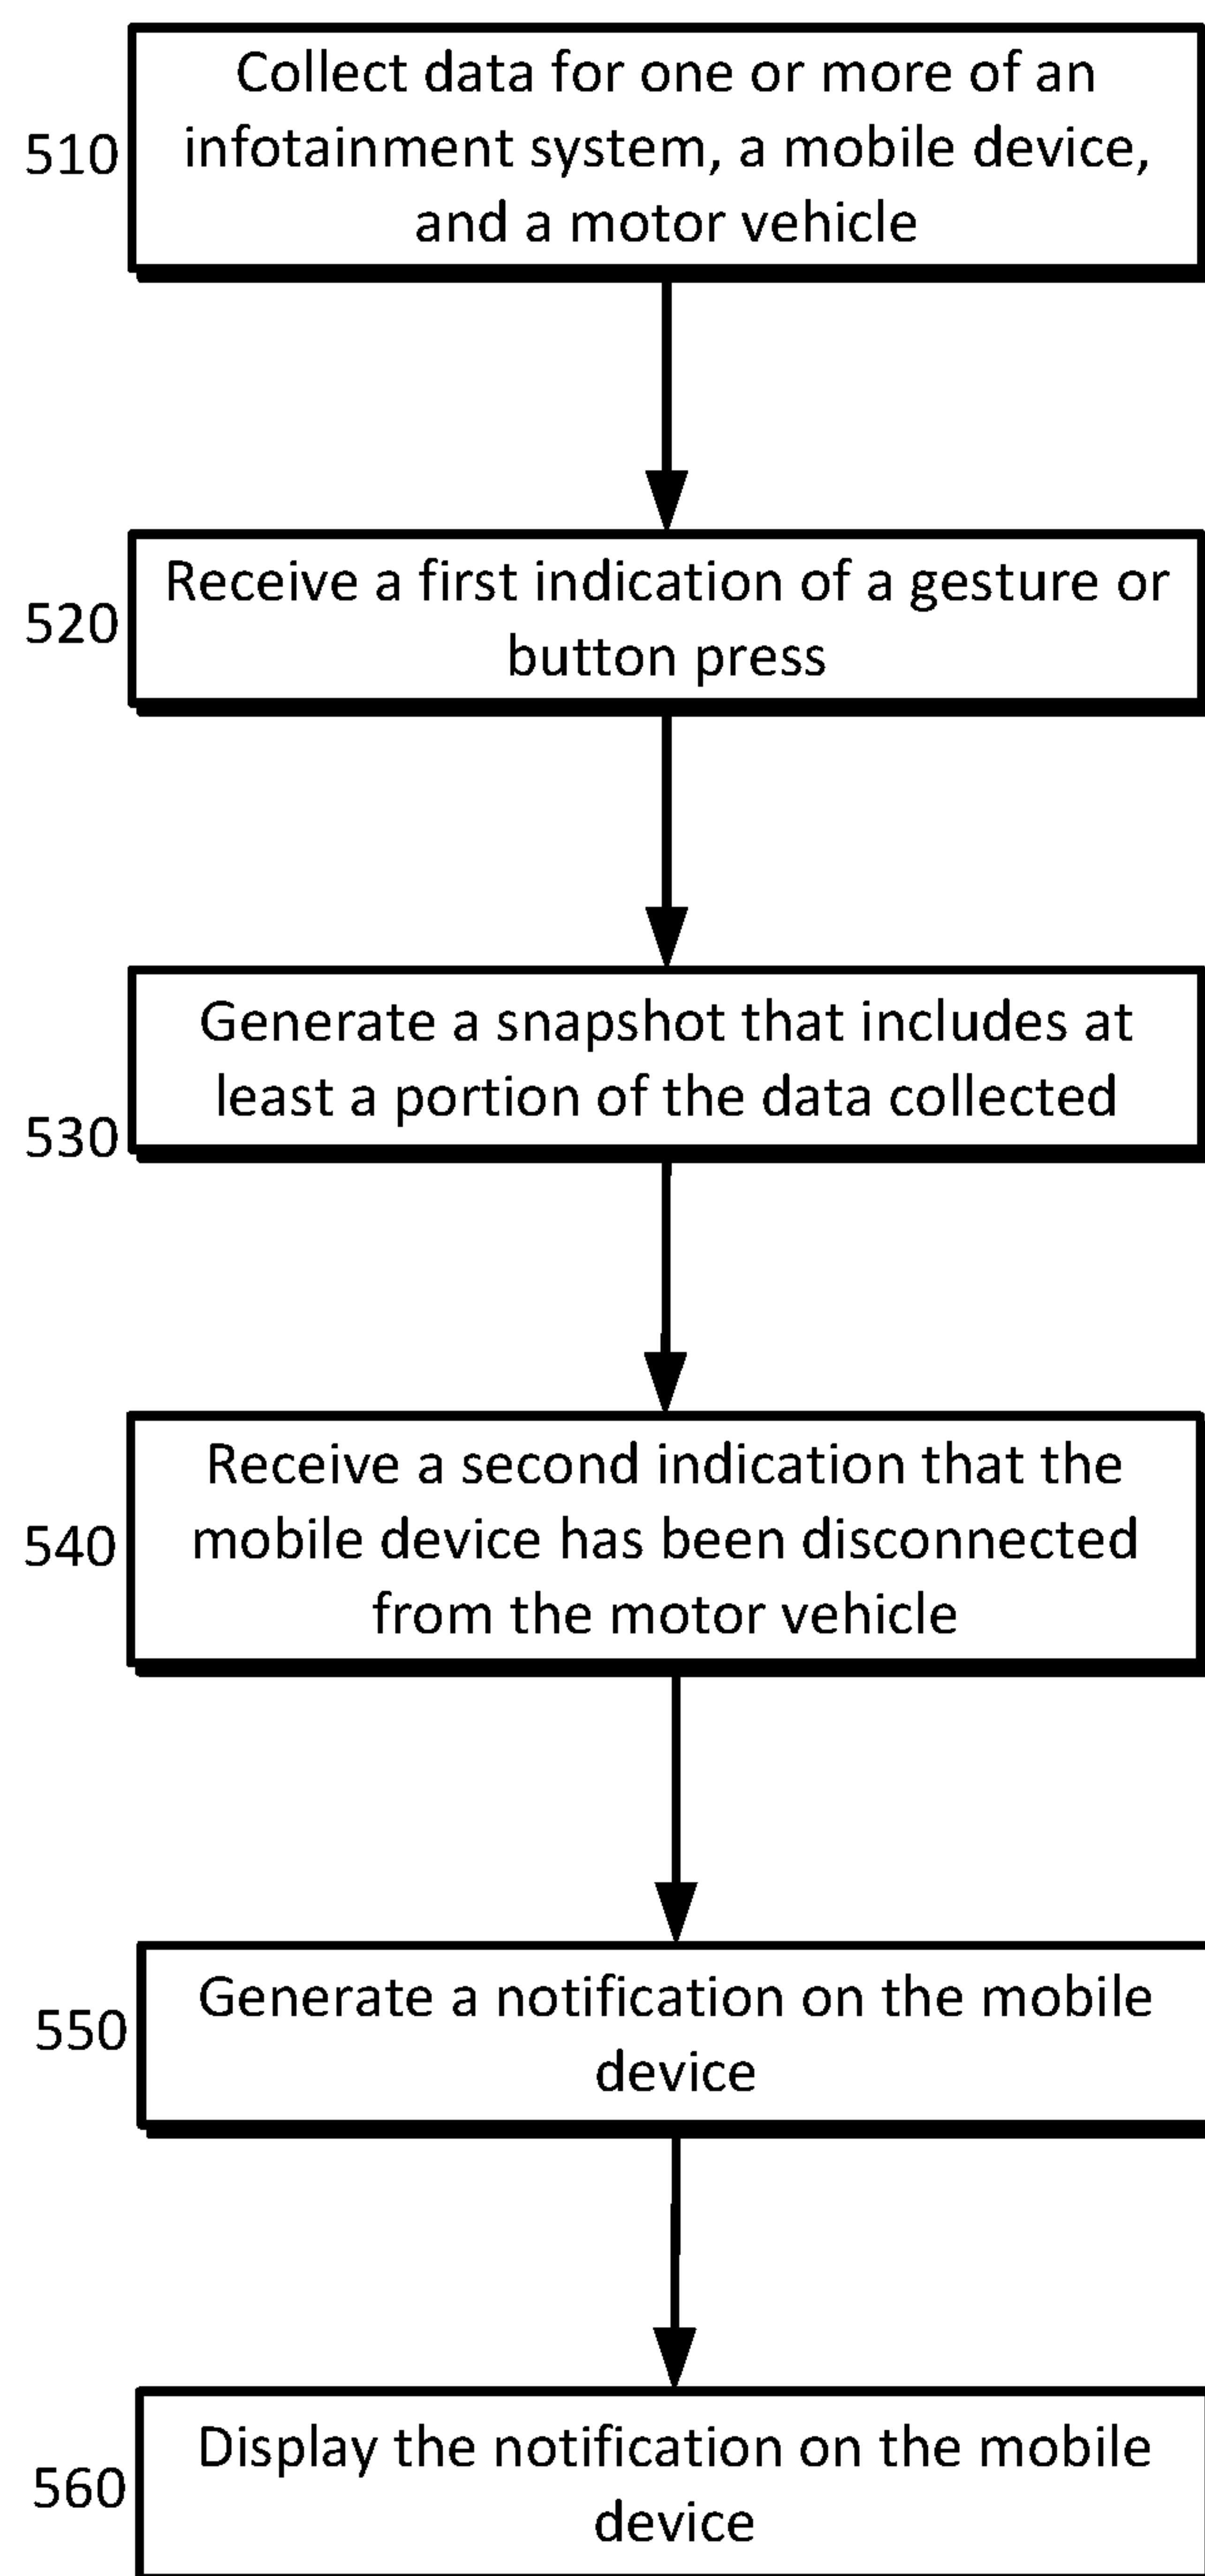 Collect data for one or more of an
510
infotainment system, a mobile device,
and a motor vehicle
Receive a first indication of a gesture or
520
button press
Generate a snapshot that includes at
least a portion of the data collected
530
Receive a second indication that the
540
mobile device has been disconnected
from the motor vehicle
Generate a notification on the mobile
550
device
Display the notification on the mobile
560
device